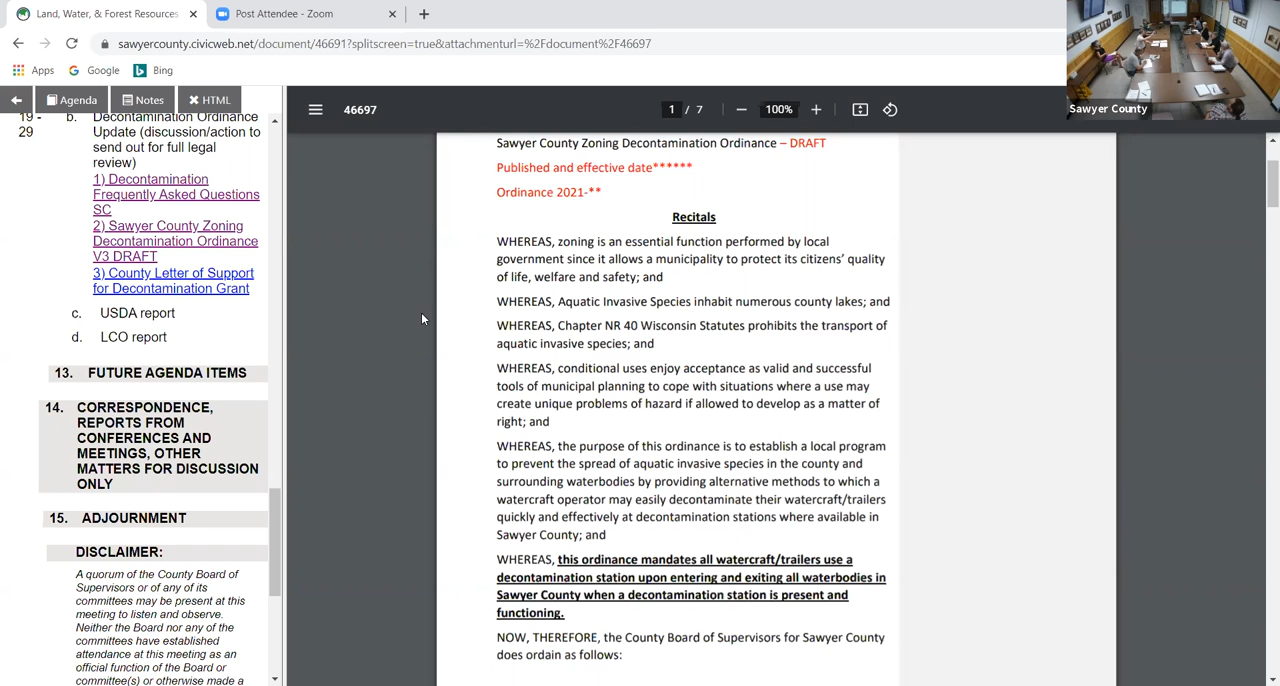 Land, Water, & Forest Resources
Post Attendee - Zoom
sawyercounty.civicweb.net/document/46691?splitscreen=true&attachmenturl=%2Fdocument%2F46697
Apps
Google
Bing
Agenda
Notes
HTML
46697
1 / 7
100%
Sawyer County
19 -
29
b. Decontamination Ordinance
Update (discussion/action to
send out for full legal
review)
1) Decontamination
Frequently Asked Questions
SC
2) Sawyer County Zoning
Decontamination Ordinance
V3 DRAFT
3) County Letter of Support
for Decontamination Grant
c. USDA report
d. LCO report
13. FUTURE AGENDA ITEMS
14. CORRESPONDENCE,
REPORTS FROM
CONFERENCES AND
MEETINGS, OTHER
MATTERS FOR DISCUSSION
ONLY
15. ADJOURNMENT
DISCLAIMER:
A quorum of the County Board of
Supervisors or of any of its
committees may be present at this
meeting to listen and observe.
Neither the Board nor any of the
committees have established
attendance at this meeting as an
official function of the Board or
committee(s) or otherwise made a
Sawyer County Zoning Decontamination Ordinance – DRAFT
Published and effective date******
Ordinance 2021-**
Recitals
WHEREAS, zoning is an essential function performed by local
government since it allows a municipality to protect its citizens' quality
of life, welfare and safety; and
WHEREAS, Aquatic Invasive Species inhabit numerous county lakes; and
WHEREAS, Chapter NR 40 Wisconsin Statutes prohibits the transport of
aquatic invasive species; and
WHEREAS, conditional uses enjoy acceptance as valid and successful
tools of municipal planning to cope with situations where a use may
create unique problems of hazard if allowed to develop as a matter of
right; and
WHEREAS, the purpose of this ordinance is to establish a local program
to prevent the spread of aquatic invasive species in the county and
surrounding waterbodies by providing alternative methods to which a
watercraft operator may easily decontaminate their watercraft/trailers
quickly and effectively at decontamination stations where available in
Sawyer County; and
WHEREAS, this ordinance mandates all watercraft/trailers use a
decontamination station upon entering and exiting all waterbodies in
Sawyer County when a decontamination station is present and
functioning.
NOW, THEREFORE, the County Board of Supervisors for Sawyer County
does ordain as follows: